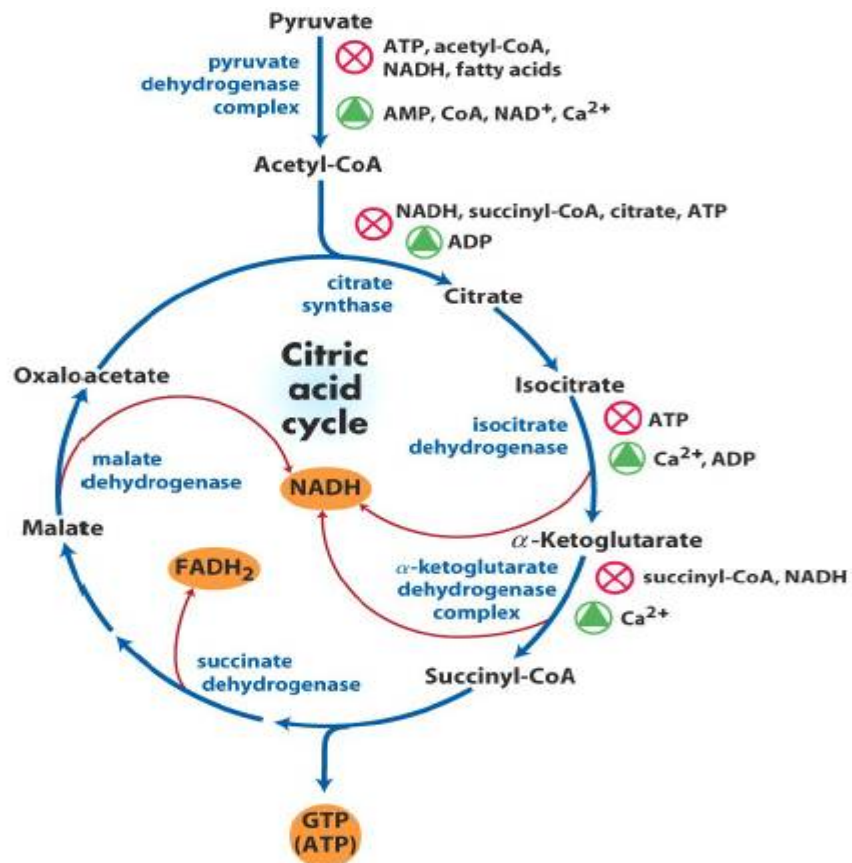 Pyruvate
ATP, acetyl-CoA,
NADH, fatty acids
pyruvate
dehydrogenase
complex
AMP, CoA, NAD⁺, Ca²⁺
Acetyl-CoA
NADH, succinyl-CoA, citrate, ATP
ADP
citrate
synthase
Citrate
Citric
acid
cycle
Oxaloacetate
Isocitrate
ATP
isocitrate
dehydrogenase
Ca²⁺, ADP
malate
dehydrogenase
NADH
Malate
α-Ketoglutarate
FADH₂
α-ketoglutarate
dehydrogenase
complex
succinyl-CoA, NADH
Ca²⁺
succinate
dehydrogenase
Succinyl-CoA
GTP
(ATP)